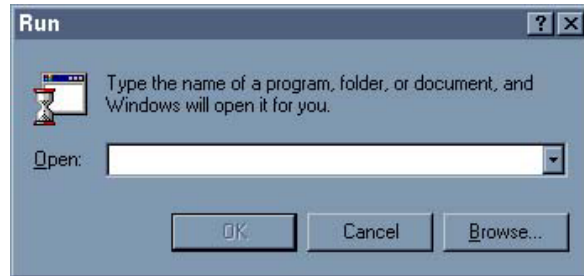 Run
Type the name of a program, folder, or document, and
Windows will open it for you.
Open:
OK
Cancel
Browse...